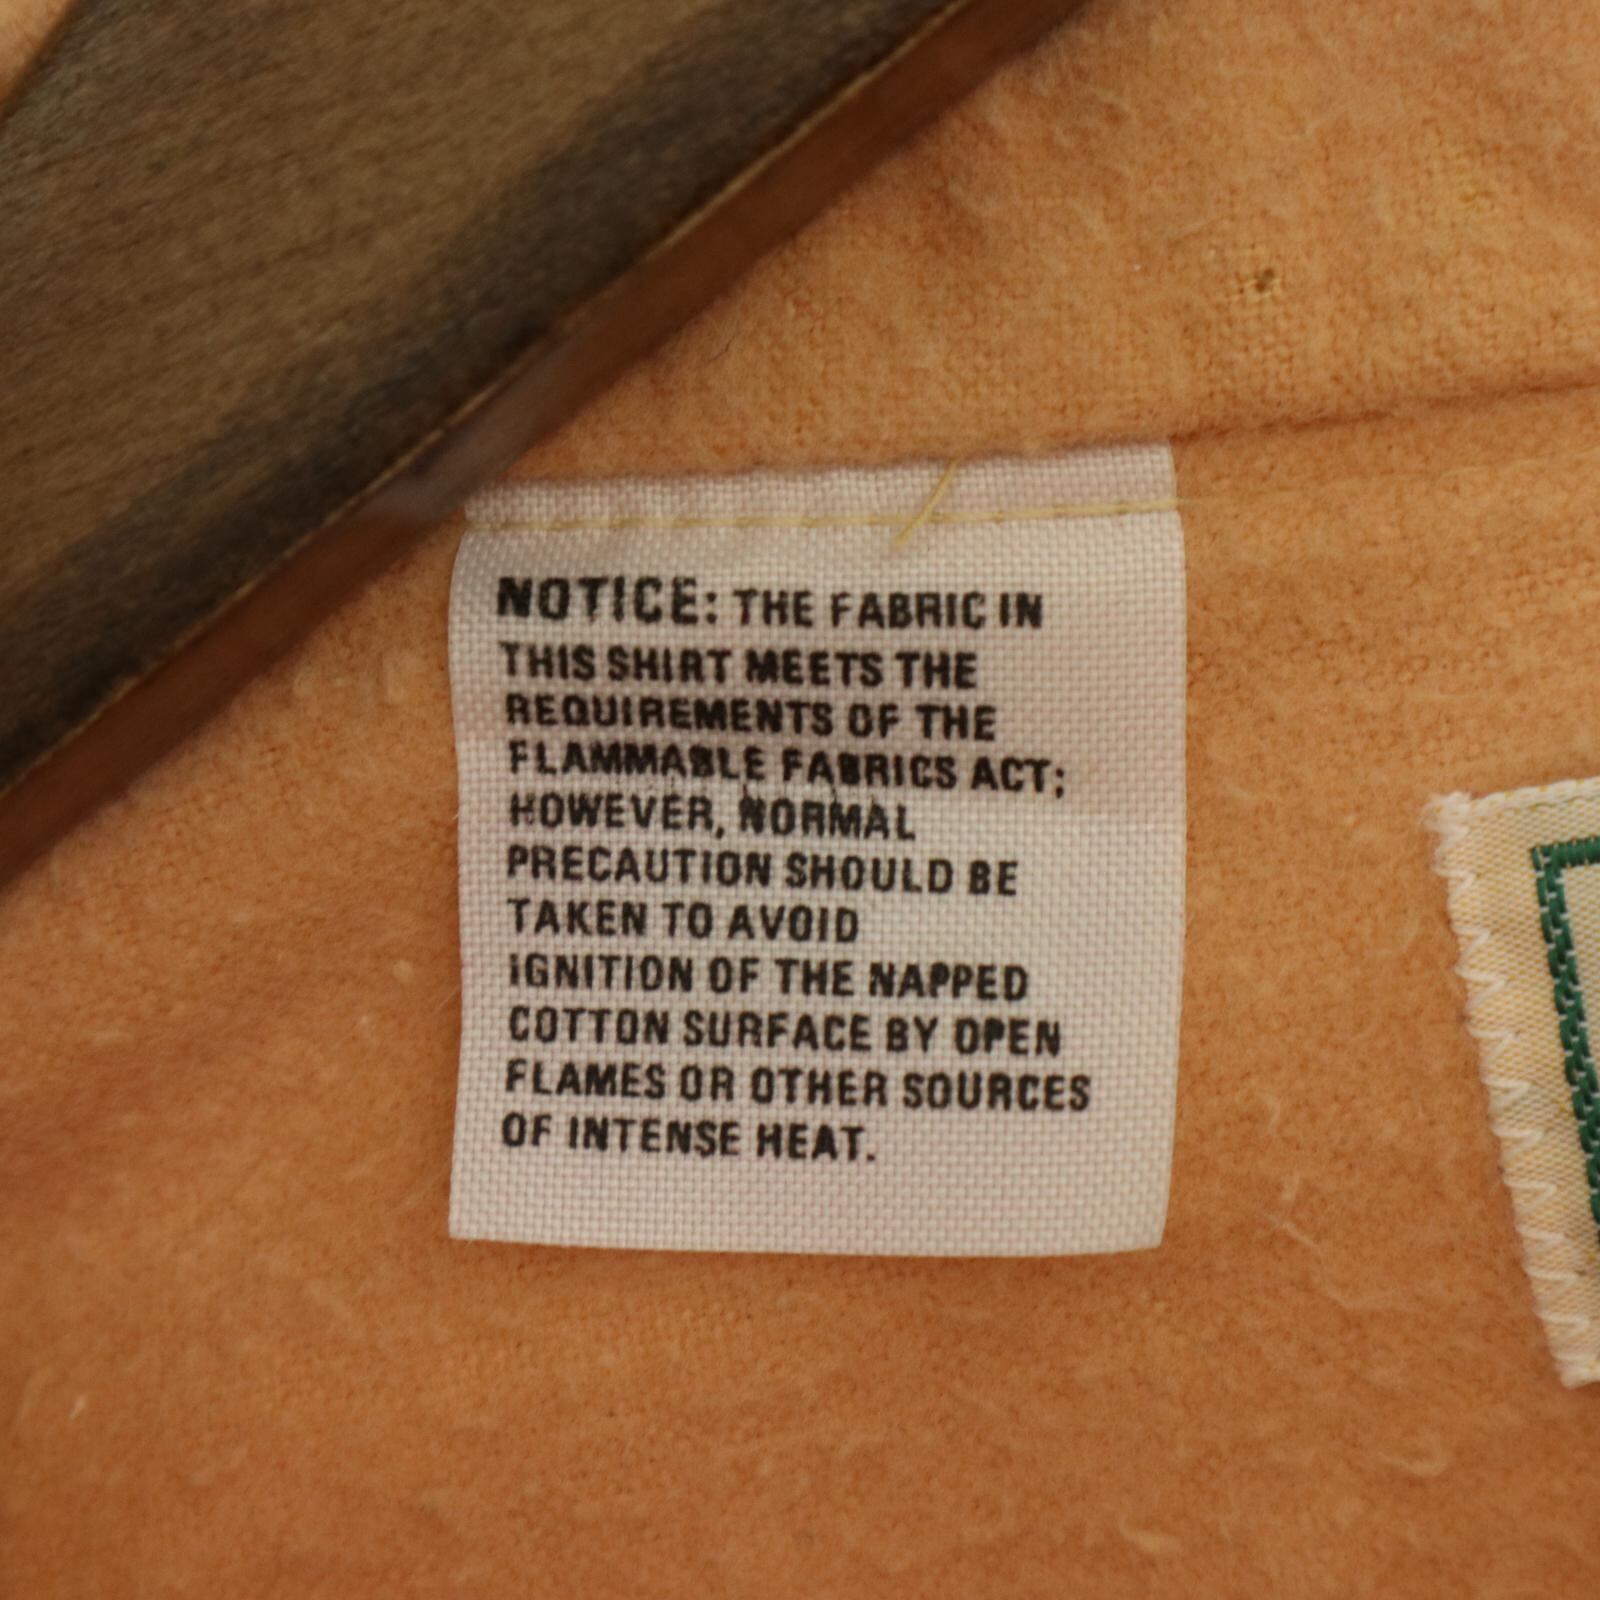 NOTICE: THE FABRIC IN
THIS SHIRT MEETS THE
REQUIREMENTS OF THE
FLAMMABLE FABRICS ACT;
HOWEVER, NORMAL
PRECAUTION SHOULD BE
TAKEN TO AVOID
IGNITION OF THE NAPPED
COTTON SURFACE BY OPEN
FLAMES OR OTHER SOURCES
OF INTENSE HEAT.